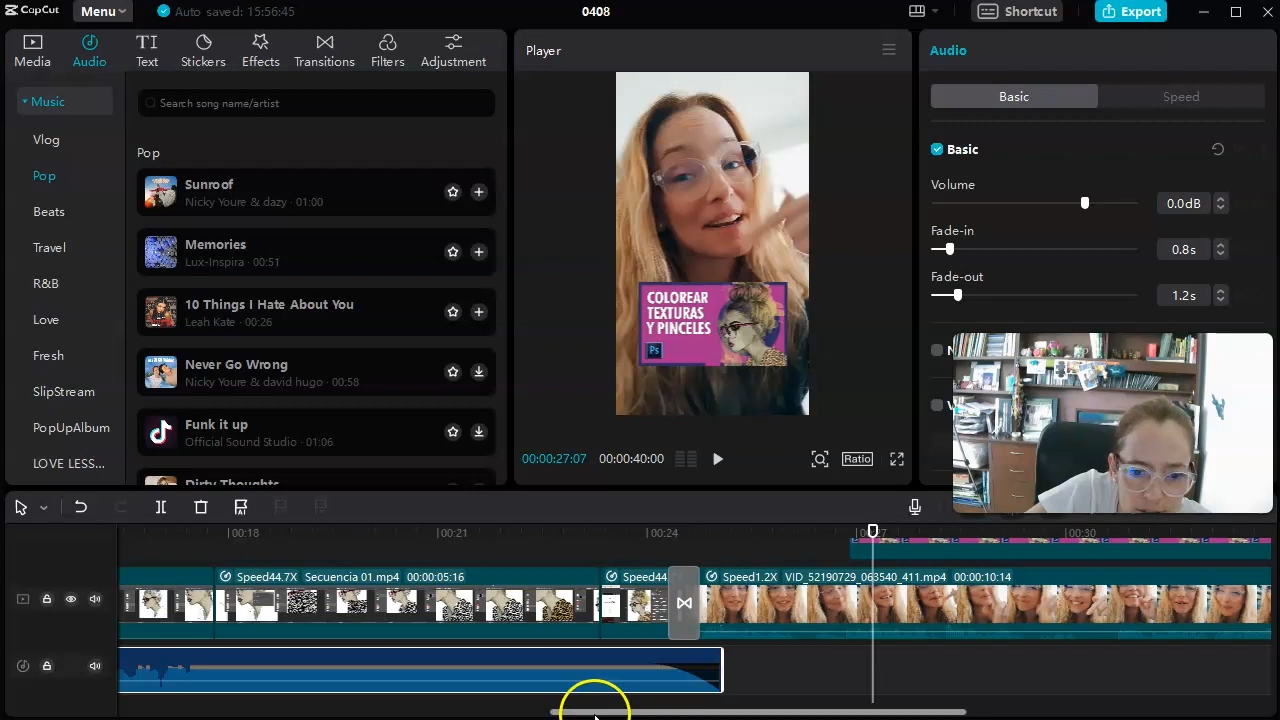 CapCut
Menu
Auto saved: 15:56:45
0408
Shortcut
Export
Media
Audio
Text
Stickers
Effects
Transitions
Filters
Adjustment
Music
Vlog
Pop
Beats
Travel
R&B
Love
Fresh
SlipStream
PopUpAlbum
LOVE LESS...
Search song name/artist
Pop
Sunroof
Nicky Youre & dazy · 01:00
Memories
Lux-Inspira · 00:51
10 Things I Hate About You
Leah Kate · 00:26
Never Go Wrong
Nicky Youre & david hugo · 00:58
Funk it up
Official Sound Studio · 01:06
Dirty Thoughts
Player
COLOREAR
TEXTURAS
Y PINCELES
Ps
00:00:27:07
00:00:40:00
Ratio
Audio
Basic
Speed
Basic
Volume
0.0dB
Fade-in
0.8s
Fade-out
1.2s
00:18
00:21
00:24
00:27
00:30
Speed44.7X Secuencia 01.mp4 00:00:05:16
Speed44.
Speed1.2X VID_52190729_063540_411.mp4 00:00:10:14